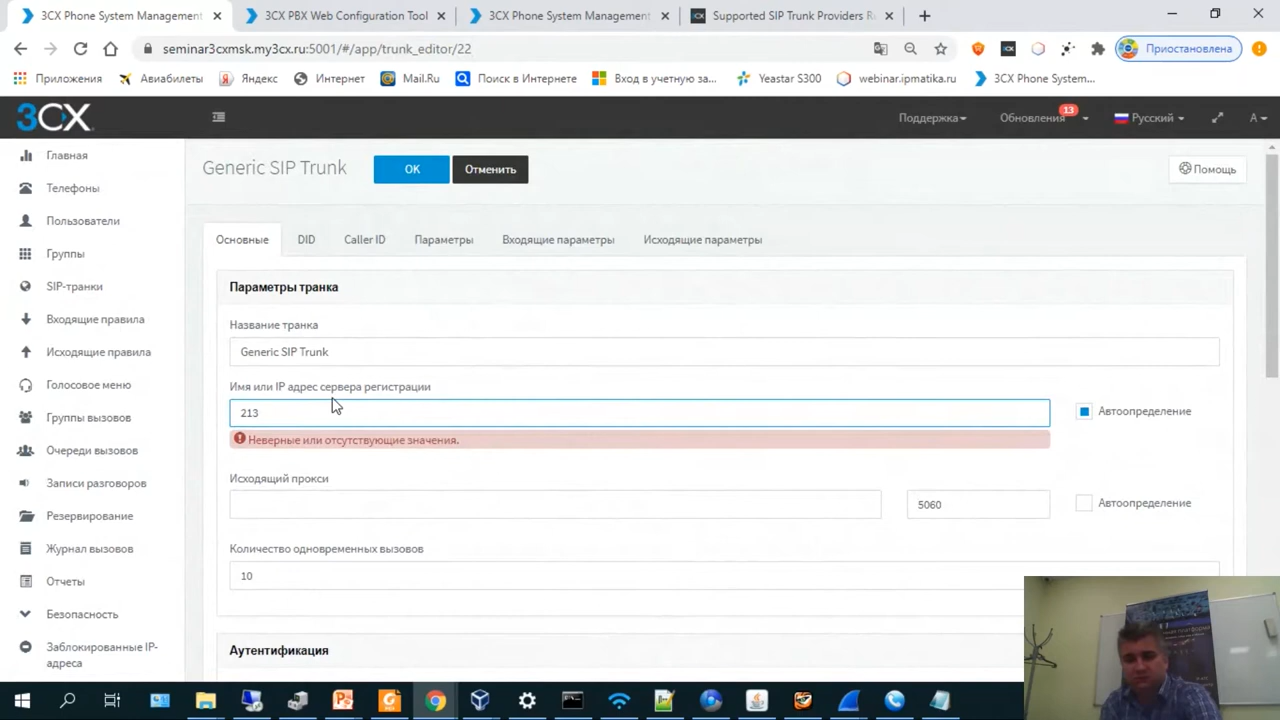 3CX Phone System Management
3CX PBX Web Configuration Tool
3CX Phone System Management
Supported SIP Trunk Providers R
seminar3cxmsk.my3cx.ru:5001/#/app/trunk_editor/22
Приостановлена
Приложения
Авиабилеты
Яндекс
Интернет
Mail.Ru
Поиск в Интернете
Вход в учетную за...
Yeastar S300
webinar.ipmatika.ru
3CX Phone System...
3CX
Поддержка
Обновления
13
Русский
A
Главная
Телефоны
Пользователи
Группы
SIP-транки
Входящие правила
Исходящие правила
Голосовое меню
Группы вызовов
Очереди вызовов
Записи разговоров
Резервирование
Журнал вызовов
Отчеты
Безопасность
Заблокированные IP-
адреса
Generic SIP Trunk
OK
Отменить
Помощь
Основные
DID
Caller ID
Параметры
Входящие параметры
Исходящие параметры
Параметры транка
Название транка
Generic SIP Trunk
Имя или IP адрес сервера регистрации
213
Автоопределение
Неверные или отсутствующие значения.
Исходящий прокси
5060
Автоопределение
Количество одновременных вызовов
10
Аутентификация